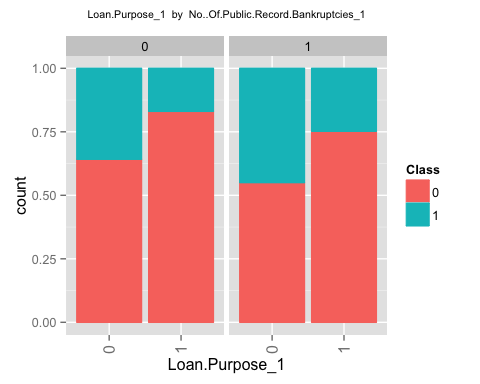 Loan.Purpose_1 by No..Of.Public.Record.Bankruptcies_1
0 1
1.00
0.75
0.50
0.25
0.00
count
0 1 0 1
Loan.Purpose_1
Class
0
1